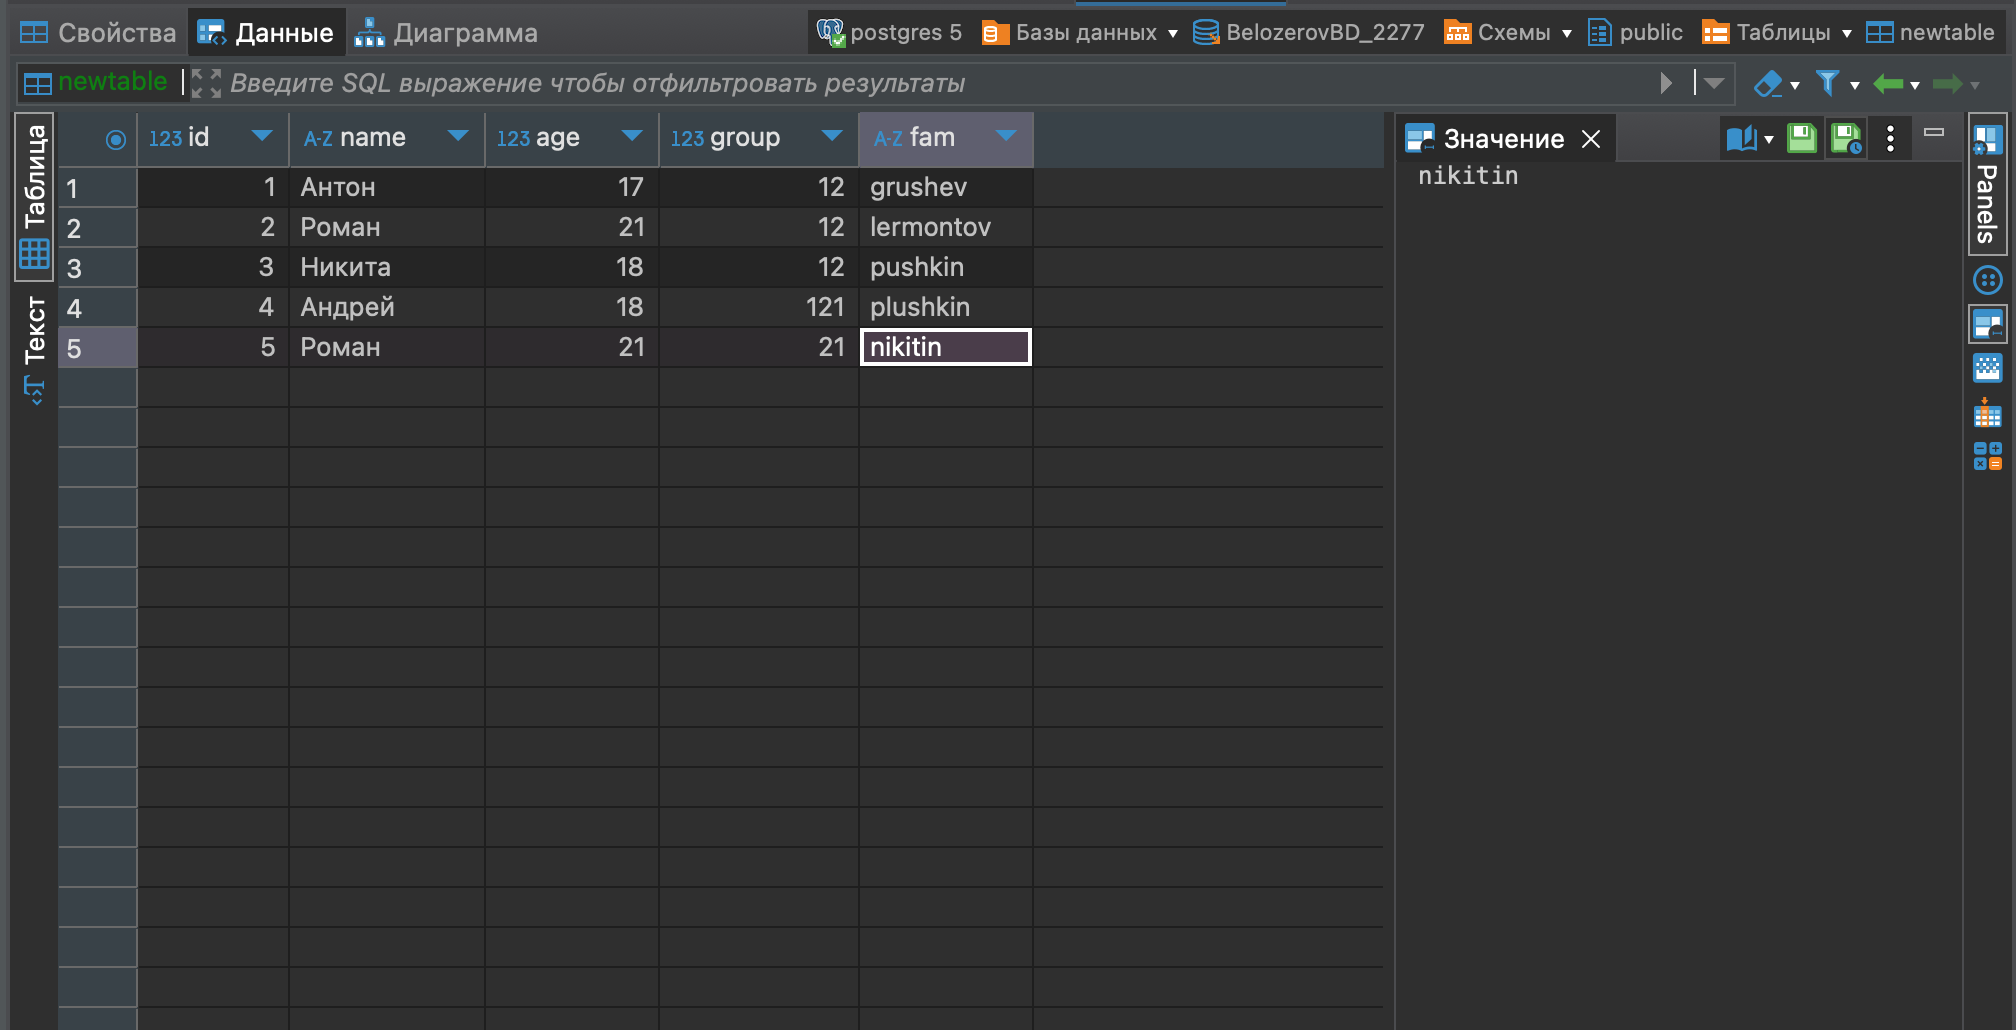 Свойства Данные Диаграмма postgres 5 Базы данных BelozerovBD_2277 Схемы public Таблицы newtable
newtable Введите SQL выражение чтобы отфильтровать результаты
Таблица
Текст
123 id A-Z name 123 age 123 group A-Z fam
1 1 Антон 17 12 grushev
2 2 Роман 21 12 lermontov
3 3 Никита 18 12 pushkin
4 4 Андрей 18 121 plushkin
5 5 Роман 21 21 nikitin
Значение
nikitin
Panels